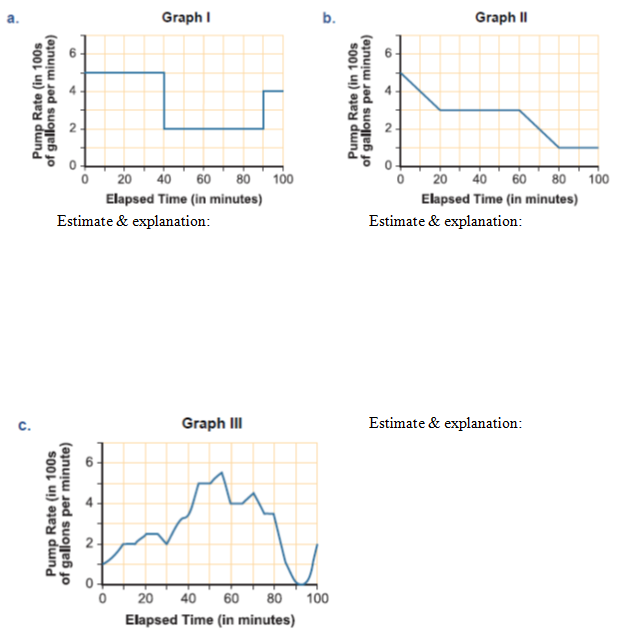 a.
Graph I
Pump Rate (in 100s
of gallons per minute)
6
4
2
0
0 20 40 60 80 100
Elapsed Time (in minutes)
Estimate & explanation:
b.
Graph II
Pump Rate (in 100s
of gallons per minute)
6
4
2
0
0 20 40 60 80 100
Elapsed Time (in minutes)
Estimate & explanation:
c.
Graph III
Pump Rate (in 100s
of gallons per minute)
6
4
2
0
0 20 40 60 80 100
Elapsed Time (in minutes)
Estimate & explanation: